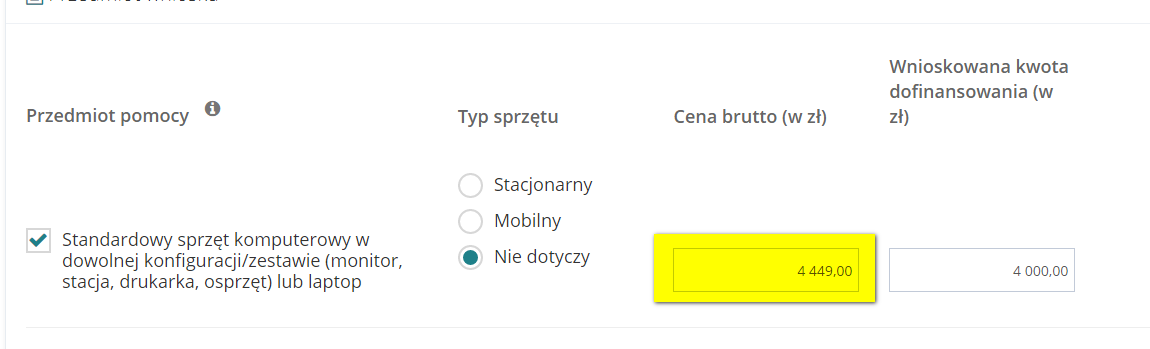 Przedmiot pomocy
Typ sprzętu
Cena brutto (w zł)
Wnioskowana kwota
dofinansowania (w
zł)
Standardowy sprzęt komputerowy w
dowolnej konfiguracji/zestawie (monitor,
stacja, drukarka, osprzęt) lub laptop
Stacjonarny
Mobilny
Nie dotyczy
4 449,00
4 000,00